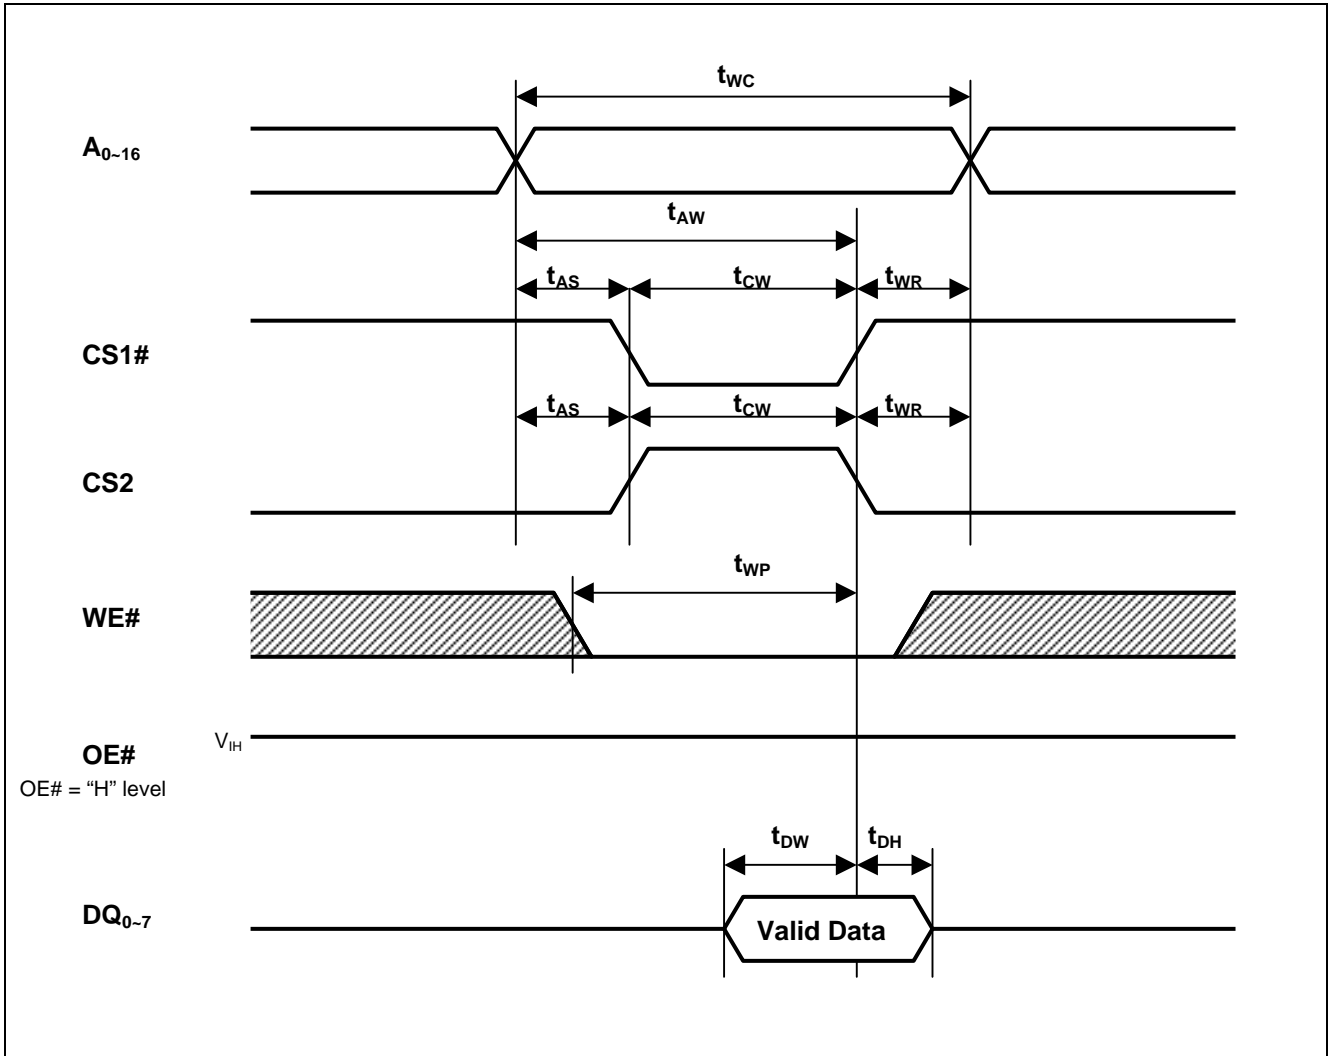 tWC
A0~16
tAW
tAS tCW tWR
CS1#
tAS tCW tWR
CS2
tWP
WE#
VIH
OE#
OE# = “H” level
tDW tDH
DQ0~7
Valid Data